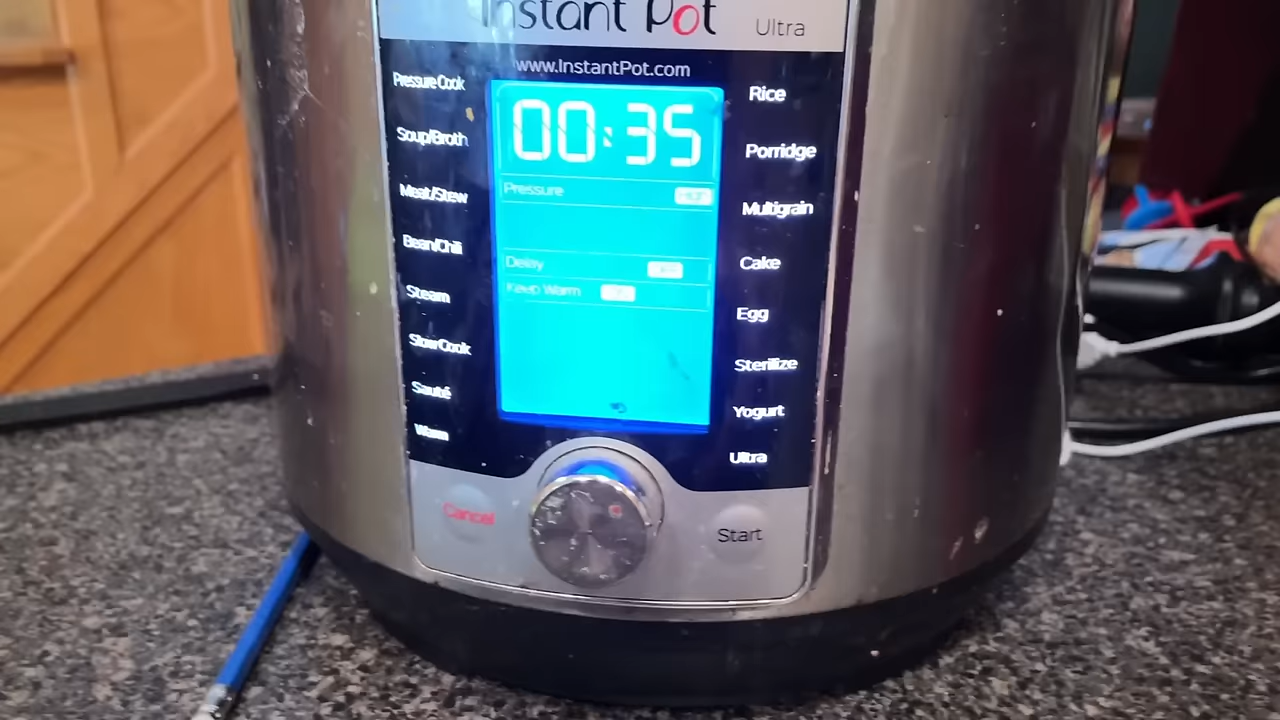 Instant Pot Ultra
www.InstantPot.com
Pressure Cook
Soup/Broth
Meat/Stew
Bean/Chili
Steam
Slow Cook
Sauté
Warm
00:35
Pressure
Delay OFF
Keep Warm
Rice
Porridge
Multigrain
Cake
Egg
Sterilize
Yogurt
Ultra
Cancel
Start